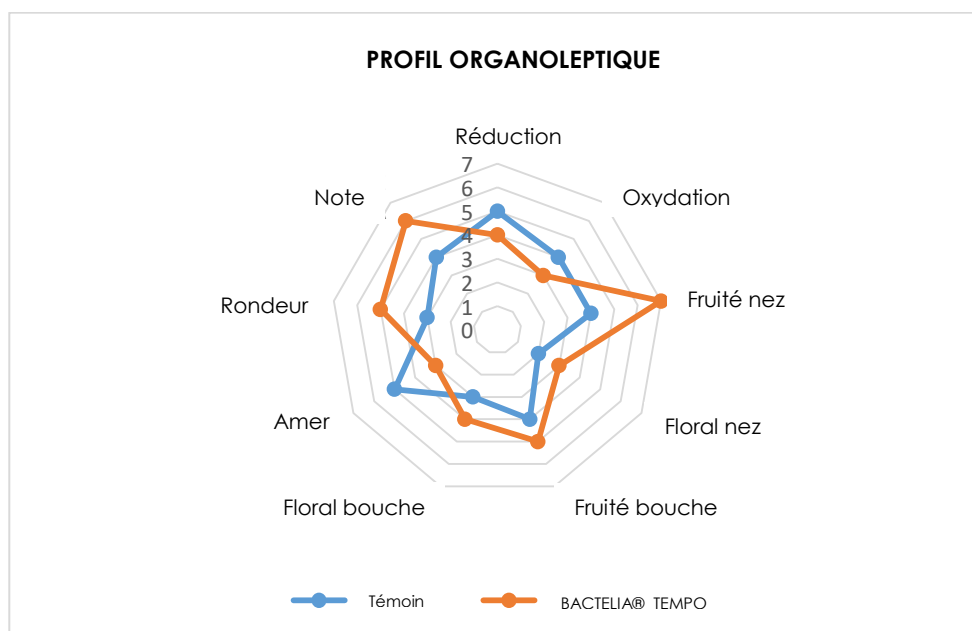 PROFIL ORGANOLEPTIQUE
Réduction
7
6
5
4
3
2
1
0
Oxydation
Fruité nez
Floral nez
Fruité bouche
Floral bouche
Amer
Rondeur
Note
Témoin
BACTELIA® TEMPO